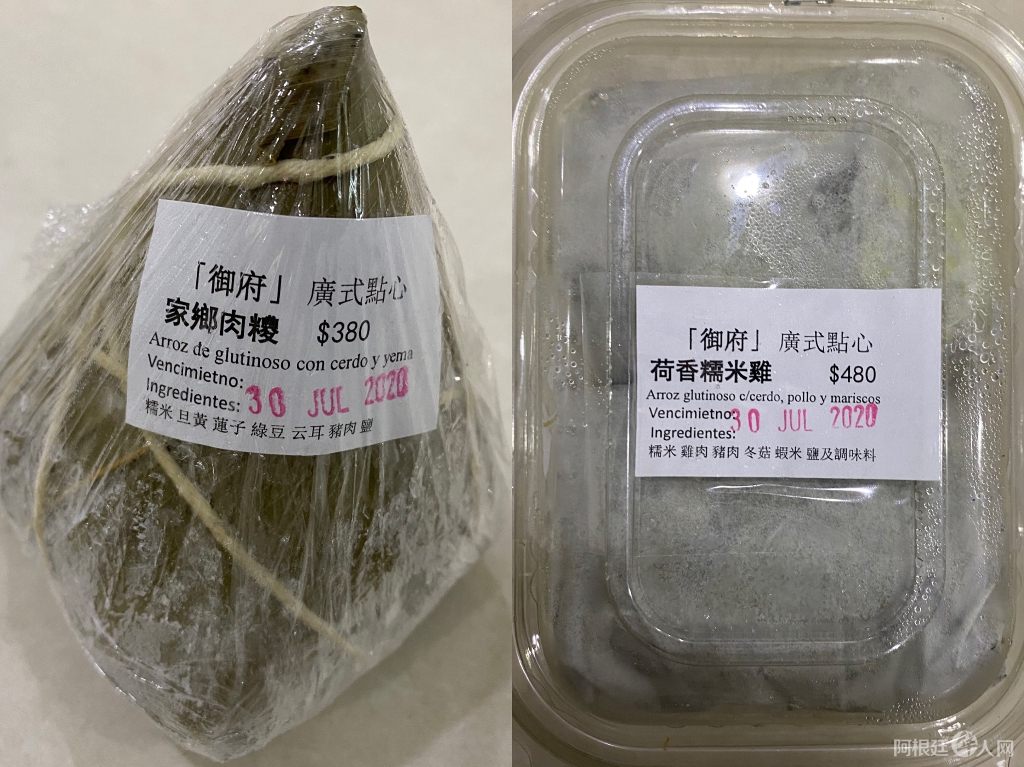 「御府」 廣式點心
家鄉肉糭 $380
Arroz de glutinoso con cerdo y yema
Vencimietno:
Ingredientes: 30 JUL 2020
糯米 旦黃 蓮子 綠豆 云耳 豬肉 鹽
「御府」 廣式點心
荷香糯米雞 $480
Arroz glutinoso c/cerdo, pollo y mariscos
Vencimietno: 30 JUL 2020
Ingredientes:
糯米 雞肉 豬肉 冬菇 蝦米 鹽及調味料
阿根廷华人网